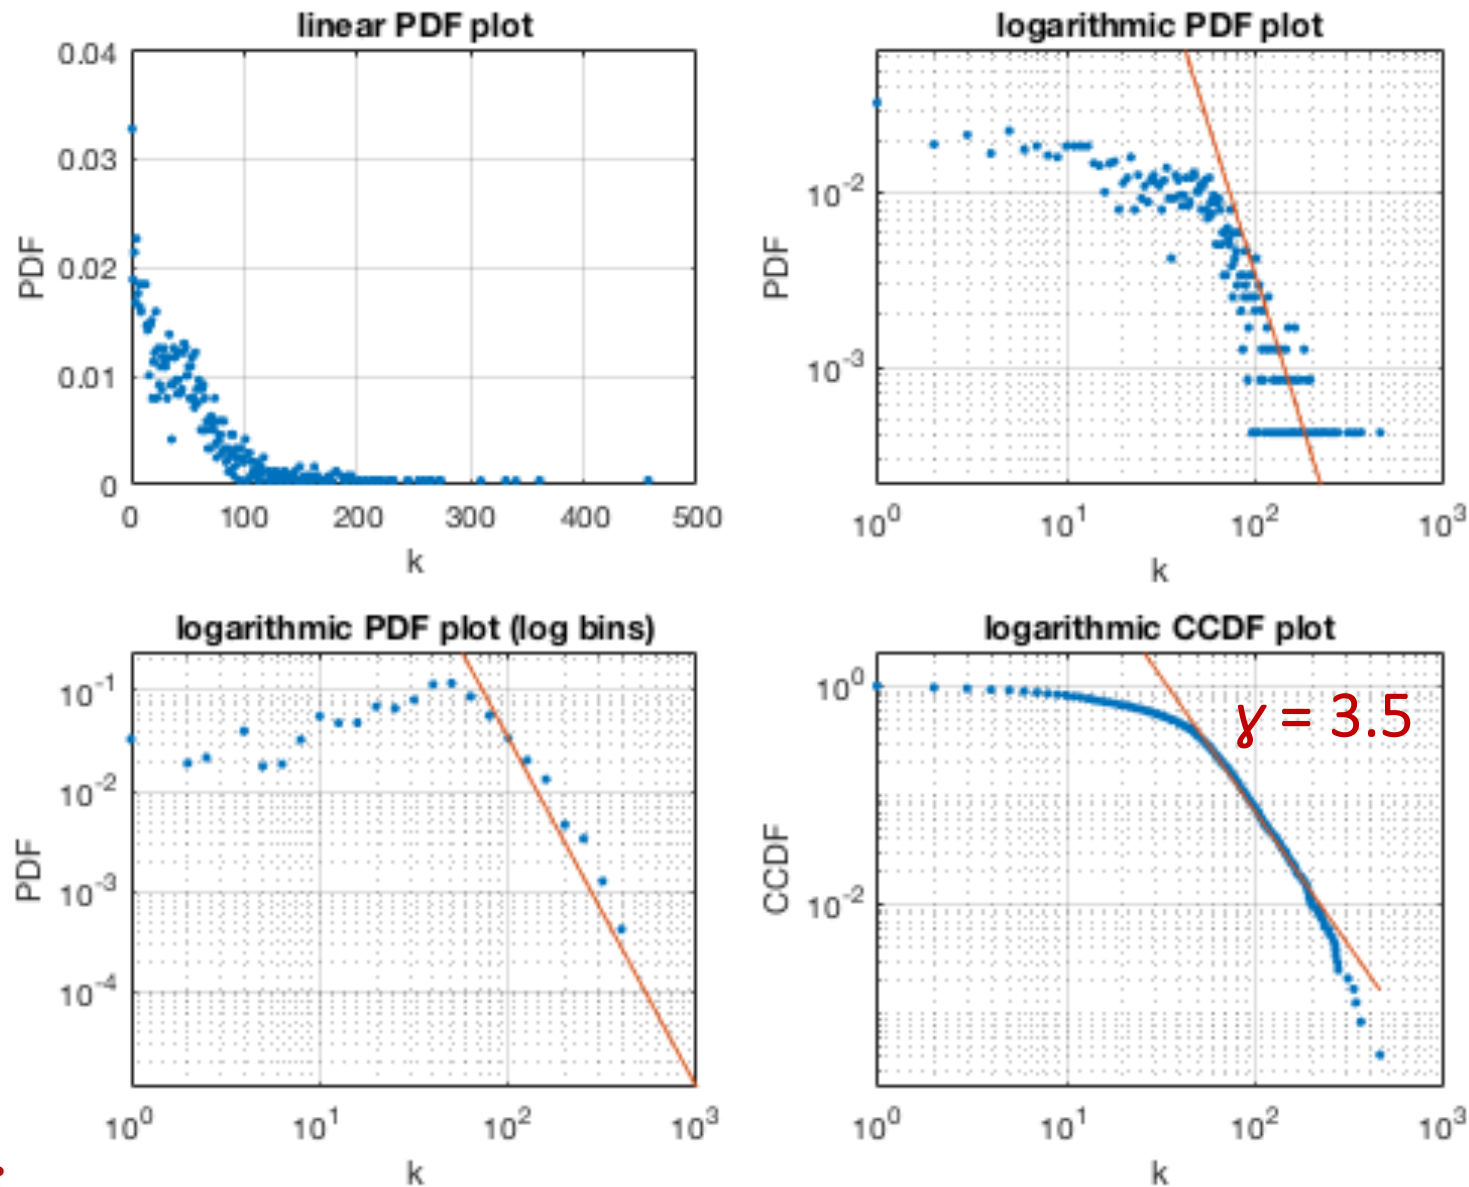 linear PDF plot
0.04
0.03
0.02
0.01
0
PDF
0 100 200 300 400 500
k
logarithmic PDF plot
10^-2
10^-3
PDF
10^0 10^1 10^2 10^3
k
logarithmic PDF plot (log bins)
10^-1
10^-2
10^-3
10^-4
PDF
10^0 10^1 10^2 10^3
k
logarithmic CCDF plot
10^0
10^-2
CCDF
γ = 3.5
10^0 10^1 10^2 10^3
k